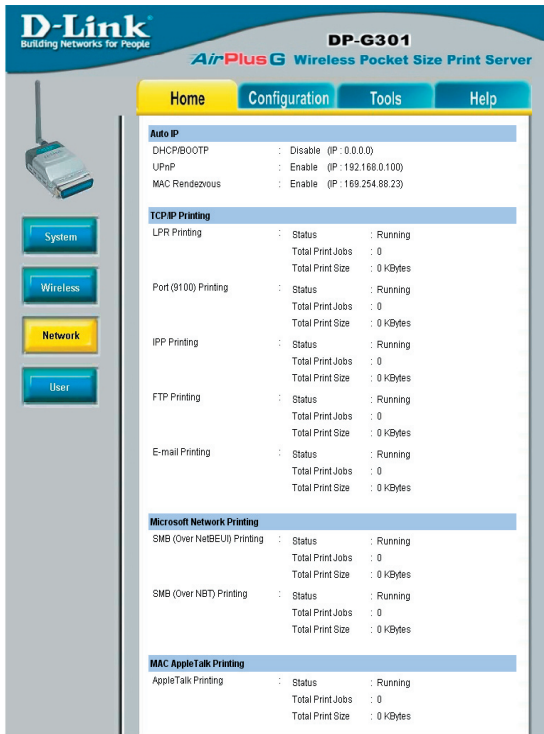 D-Link
Building Networks for People
DP-G301
AirPlus G Wireless Pocket Size Print Server
Home Configuration Tools Help
System
Wireless
Network
User
Auto IP
DHCP/BOOTP : Disable (IP : 0.0.0.0)
UPnP : Enable (IP : 192.168.0.100)
MAC Rendezvous : Enable (IP : 169.254.88.23)
TCP/IP Printing
LPR Printing : Status : Running
Total Print Jobs : 0
Total Print Size : 0 KBytes
Port (9100) Printing : Status : Running
Total Print Jobs : 0
Total Print Size : 0 KBytes
IPP Printing : Status : Running
Total Print Jobs : 0
Total Print Size : 0 KBytes
FTP Printing : Status : Running
Total Print Jobs : 0
Total Print Size : 0 KBytes
E-mail Printing : Status : Running
Total Print Jobs : 0
Total Print Size : 0 KBytes
Microsoft Network Printing
SMB (Over NetBEUI) Printing : Status : Running
Total Print Jobs : 0
Total Print Size : 0 KBytes
SMB (Over NBT) Printing : Status : Running
Total Print Jobs : 0
Total Print Size : 0 KBytes
MAC AppleTalk Printing
AppleTalk Printing : Status : Running
Total Print Jobs : 0
Total Print Size : 0 KBytes